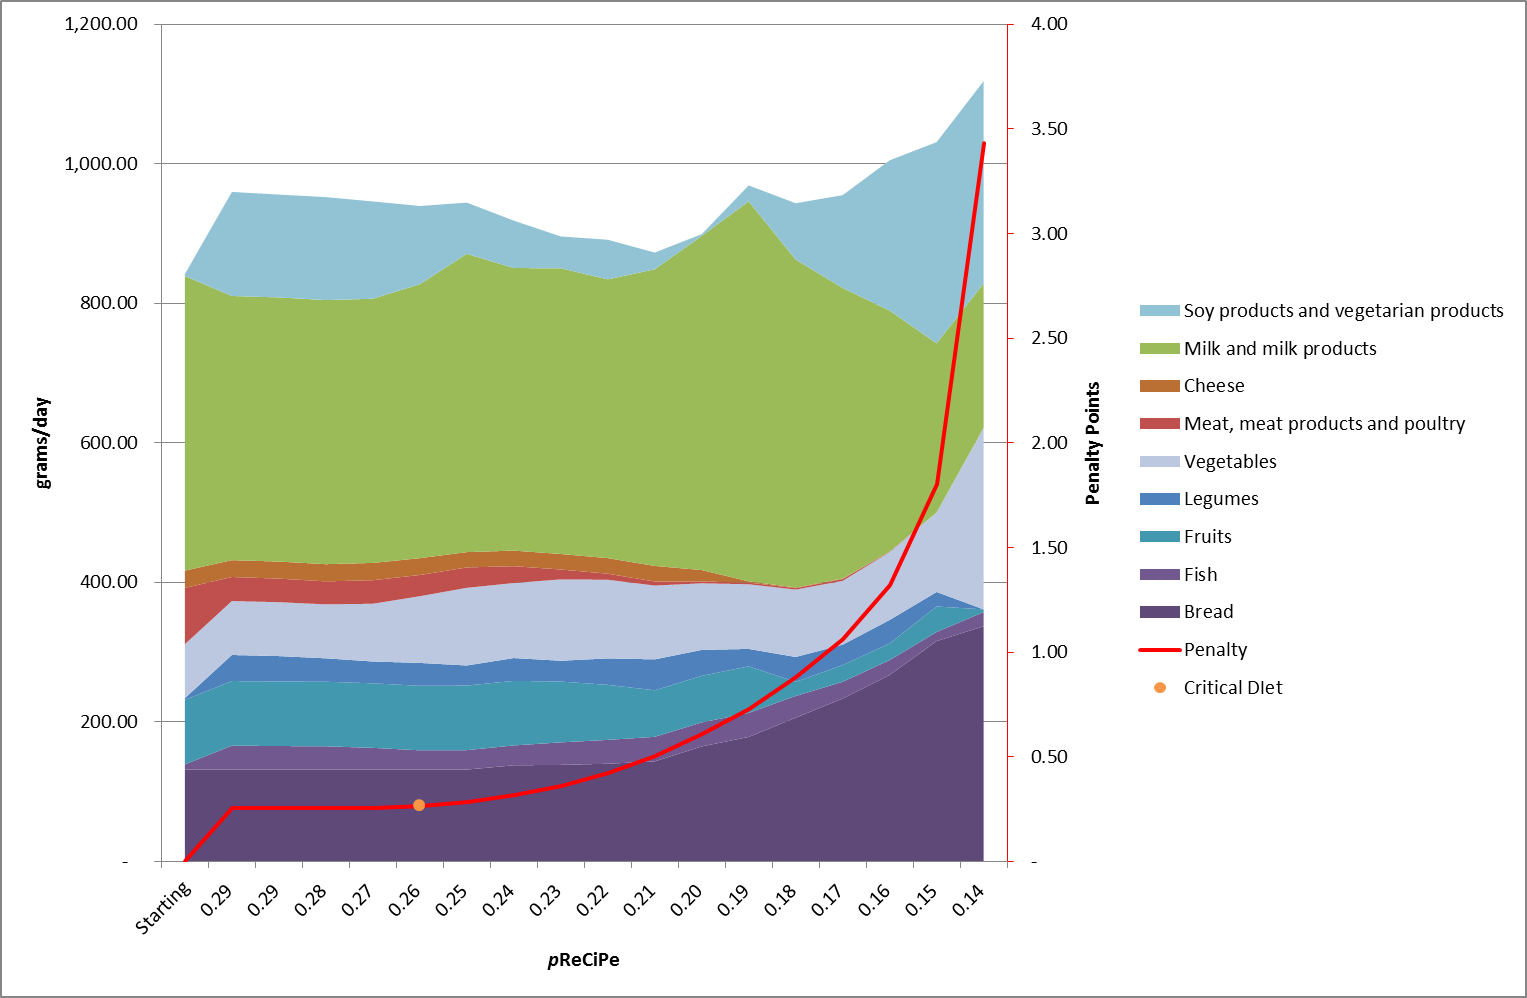 1,200.00
1,000.00
800.00
600.00
400.00
200.00
-
grams/day
4.00
3.50
3.00
2.50
2.00
1.50
1.00
0.50
-
Penalty Points
Starting 0.29 0.29 0.28 0.27 0.26 0.25 0.24 0.23 0.22 0.21 0.20 0.19 0.18 0.17 0.16 0.15 0.14
pReCiPe
Soy products and vegetarian products
Milk and milk products
Cheese
Meat, meat products and poultry
Vegetables
Legumes
Fruits
Fish
Bread
Penalty
Critical DIet